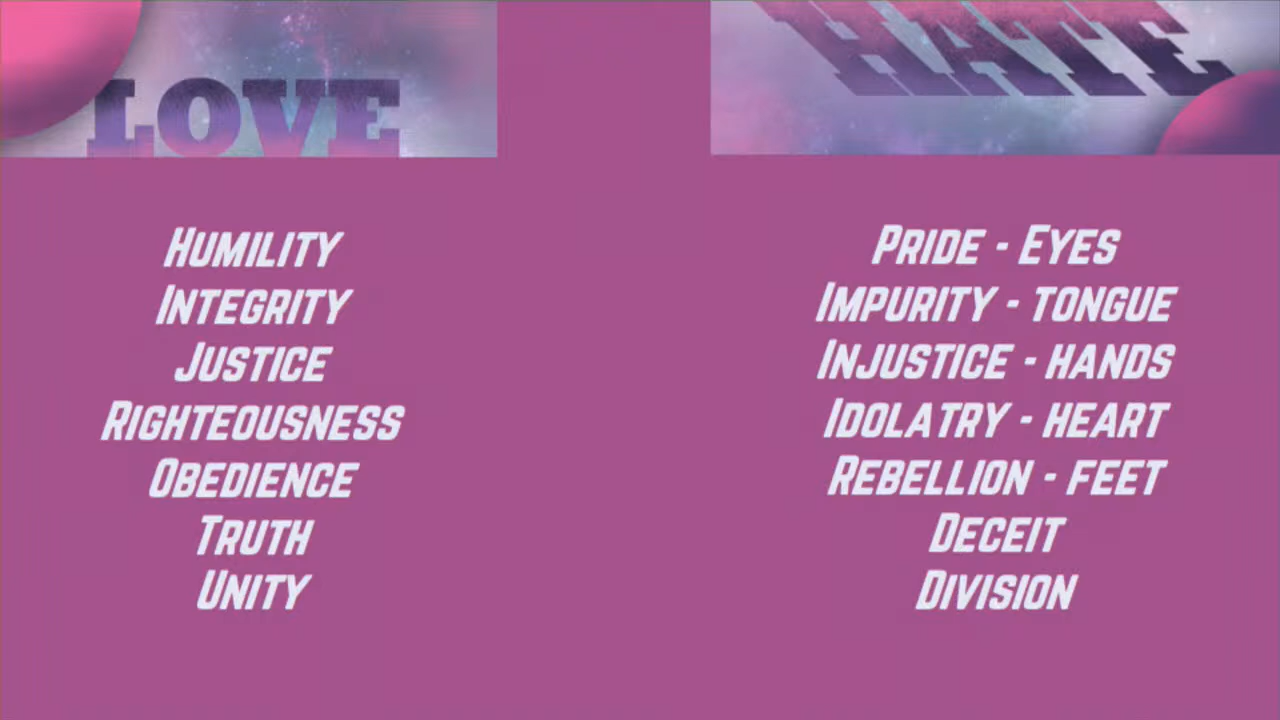 LOVE
HATE
HUMILITY
INTEGRITY
JUSTICE
RIGHTEOUSNESS
OBEDIENCE
TRUTH
UNITY
PRIDE - EYES
IMPURITY - TONGUE
INJUSTICE - HANDS
IDOLATRY - HEART
REBELLION - FEET
DECEIT
DIVISION